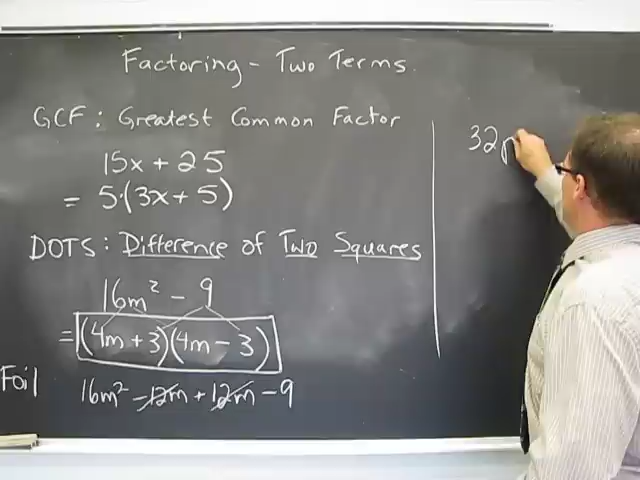 Factoring - Two Terms
GCF: Greatest Common Factor
15x + 25
= 5·(3x + 5)
DOTS: Difference of Two Squares
16m² - 9
= (4m + 3)(4m - 3)
Foil 16m² - 12m + 12m - 9
32